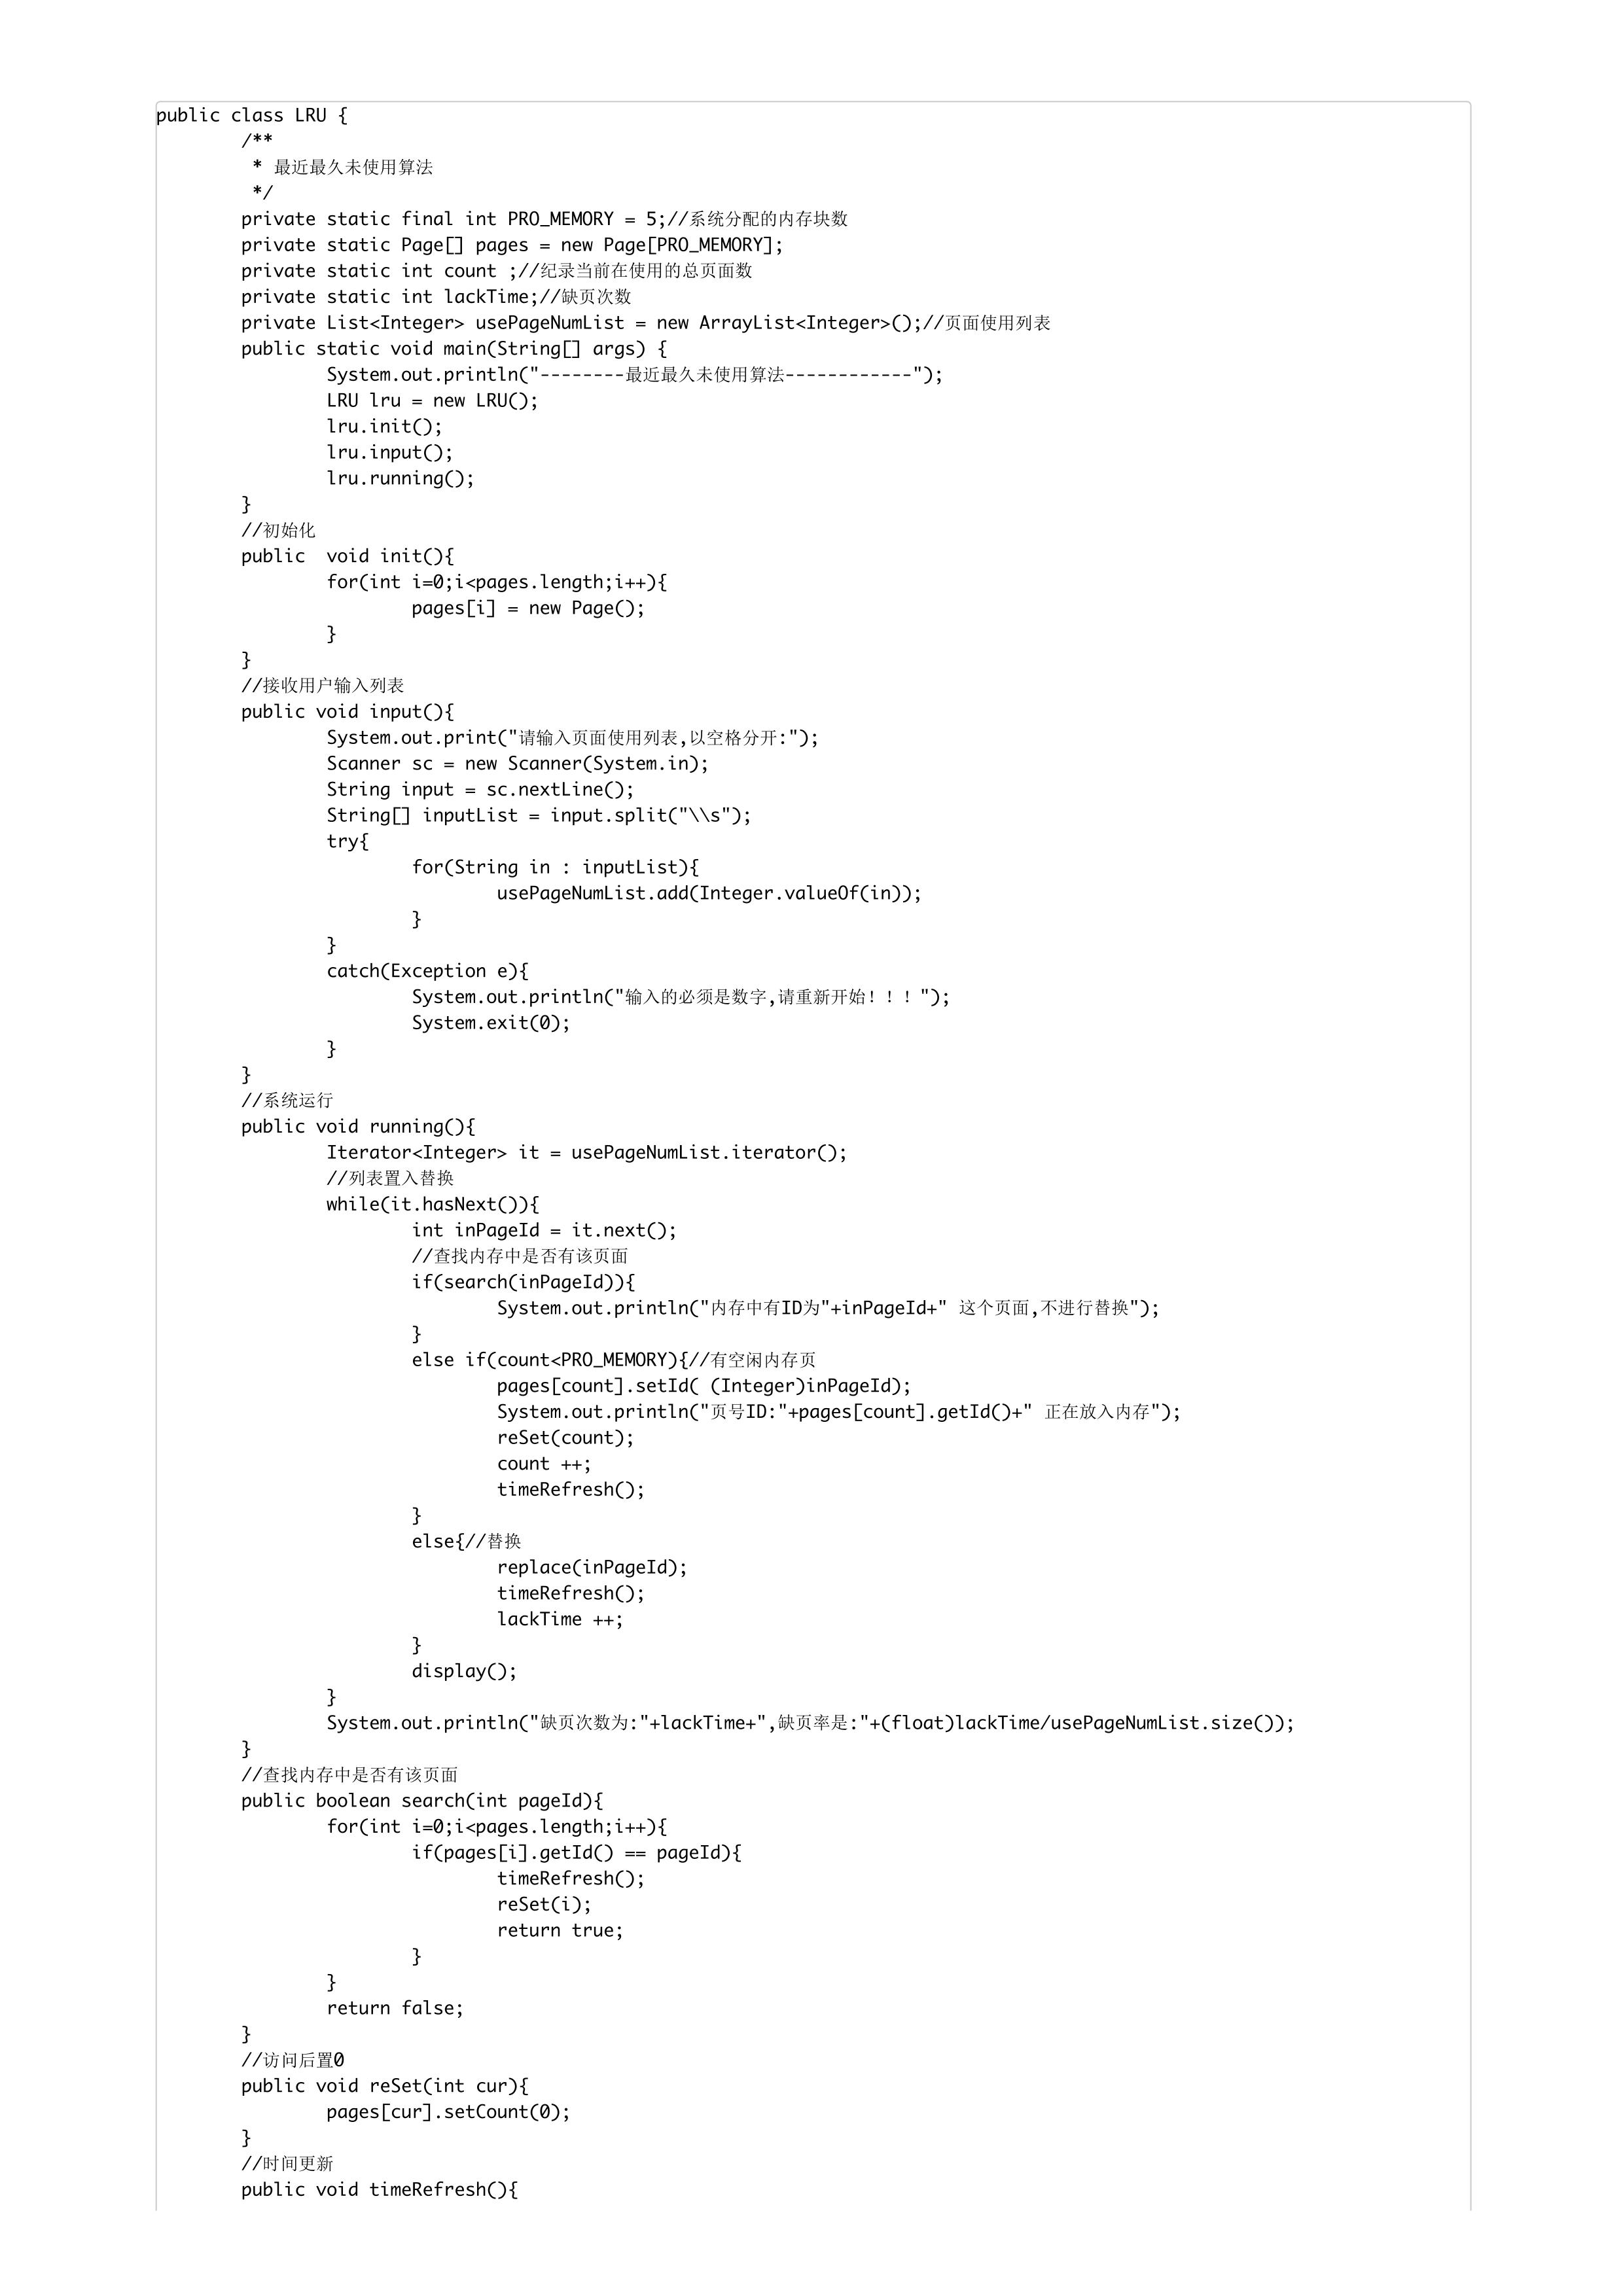 public class LRU {
/**
* 最近最久未使用算法
*/
private static final int PRO_MEMORY = 5;//系统分配的内存块数
private static Page[] pages = new Page[PRO_MEMORY];
private static int count ;//纪录当前在使用的总页面数
private static int lackTime;//缺页次数
private List<Integer> usePageNumList = new ArrayList<Integer>();//页面使用列表
public static void main(String[] args) {
System.out.println("--------最近最久未使用算法------------");
LRU lru = new LRU();
lru.init();
lru.input();
lru.running();
}
//初始化
public  void init(){
for(int i=0;i<pages.length;i++){
pages[i] = new Page();
}
}
//接收用户输入列表
public void input(){
System.out.print("请输入页面使用列表,以空格分开:");
Scanner sc = new Scanner(System.in);
String input = sc.nextLine();
String[] inputList = input.split("\\s");
try{
for(String in : inputList){
usePageNumList.add(Integer.valueOf(in));
}
}
catch(Exception e){
System.out.println("输入的必须是数字,请重新开始！！！");
System.exit(0);
}
}
//系统运行
public void running(){
Iterator<Integer> it = usePageNumList.iterator();
//列表置入替换
while(it.hasNext()){
int inPageId = it.next();
//查找内存中是否有该页面
if(search(inPageId)){
System.out.println("内存中有ID为"+inPageId+" 这个页面,不进行替换");
}
else if(count<PRO_MEMORY){//有空闲内存页
pages[count].setId( (Integer)inPageId);
System.out.println("页号ID:"+pages[count].getId()+" 正在放入内存");
reSet(count);
count ++;
timeRefresh();
}
else{//替换
replace(inPageId);
timeRefresh();
lackTime ++;
}
display();
}
System.out.println("缺页次数为:"+lackTime+",缺页率是:"+(float)lackTime/usePageNumList.size());
}
//查找内存中是否有该页面
public boolean search(int pageId){
for(int i=0;i<pages.length;i++){
if(pages[i].getId() == pageId){
timeRefresh();
reSet(i);
return true;
}
}
return false;
}
//访问后置0
public void reSet(int cur){
pages[cur].setCount(0);
}
//时间更新
public void timeRefresh(){